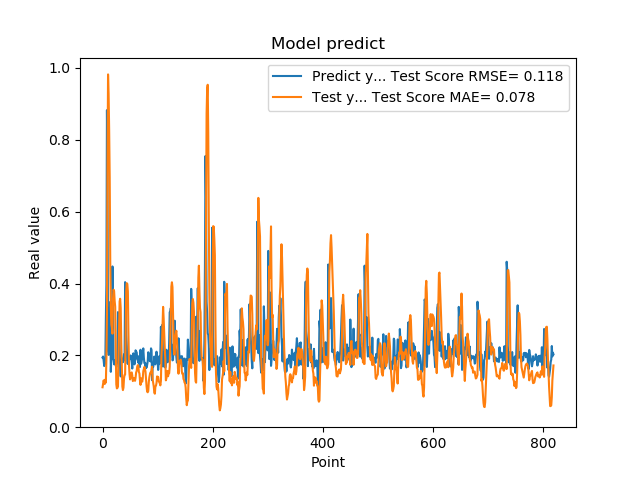 Model predict
Predict y... Test Score RMSE= 0.118
Test y... Test Score MAE= 0.078
Real value
1.0
0.8
0.6
0.4
0.2
0.0
0 200 400 600 800
Point